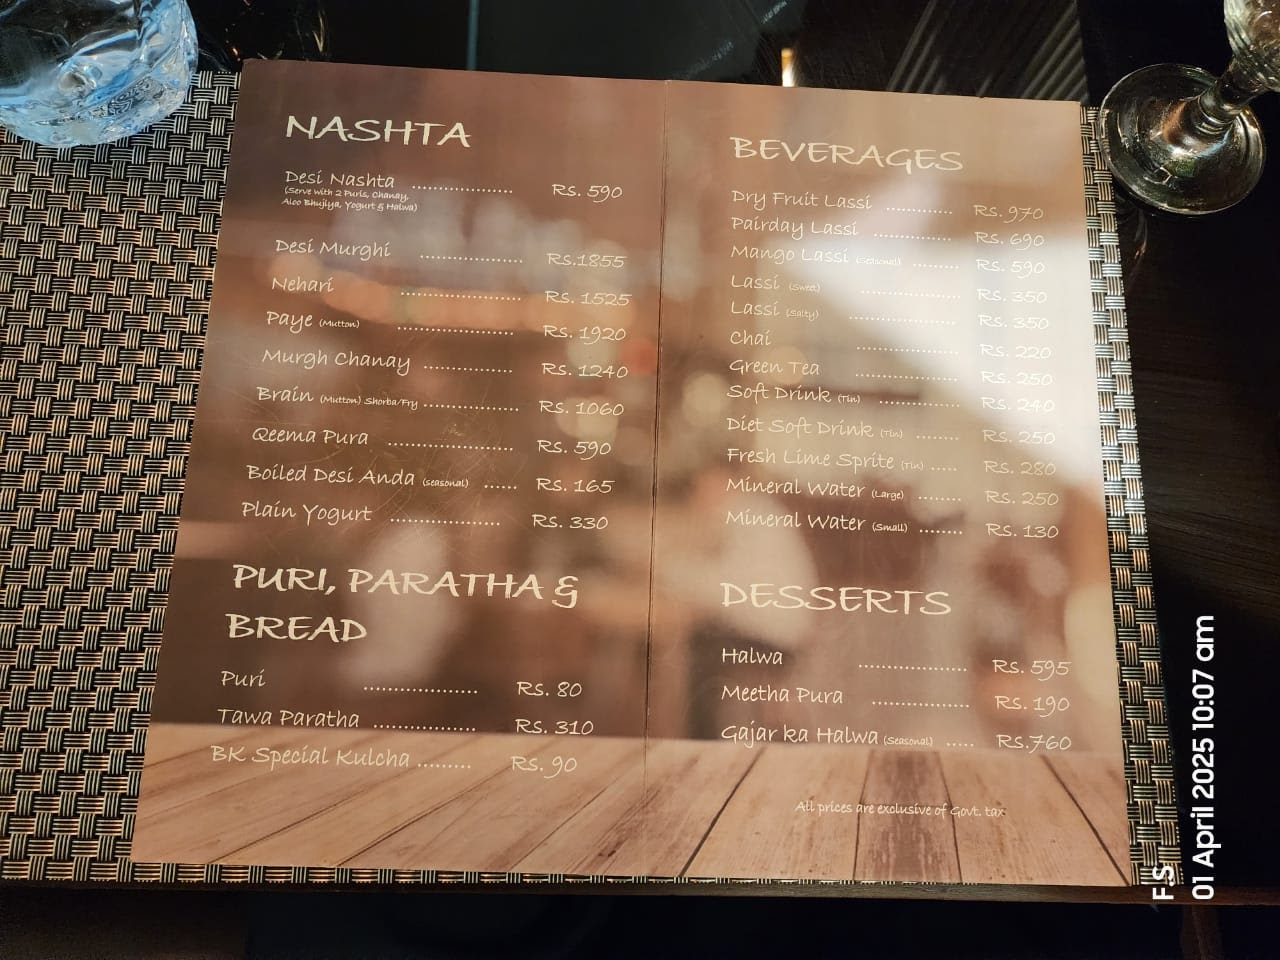 NASHTA
Desi Nashta .................. Rs. 590
(Serve with 2 Puris, Chanay,
Aloo Bhujiya, Yogurt & Halwa)
Desi Murghi .................. Rs.1855
Nehari ...................... Rs. 1525
Paye (Mutton) ..................... Rs. 1920
Murgh Chanay ................ Rs. 1240
Brain (Mutton) Shorba/Fry ................. Rs. 1060
Qeema Pura ...................... Rs. 590
Boiled Desi Anda (seasonal) ...... Rs. 165
Plain Yogurt ................... Rs. 330
PURI, PARATHA &
BREAD
Puri .................... Rs. 80
Tawa Paratha .................. Rs. 310
BK Special Kulcha ......... Rs. 90
BEVERAGES
Dry Fruit Lassi ............ Rs. 970
Pairday Lassi .............. Rs. 690
Mango Lassi (Seasonal) ........ Rs. 590
Lassi (Sweet) ................. Rs. 350
Lassi (Salty) ................... Rs. 350
Chai .................. Rs. 220
Green Tea .................. Rs. 250
Soft Drink (Tin) .............. Rs. 240
Diet Soft Drink (Tin) ........ Rs. 250
Fresh Lime Sprite (Tin) ..... Rs. 280
Mineral Water (Large) ........ Rs. 250
Mineral Water (Small) ........ Rs. 130
DESSERTS
Halwa ................... Rs. 595
Meetha Pura ................. Rs. 190
Gajar ka Halwa (Seasonal) ..... Rs.760
All prices are exclusive of Govt. tax
F.S
01 April 2025 10:07 am